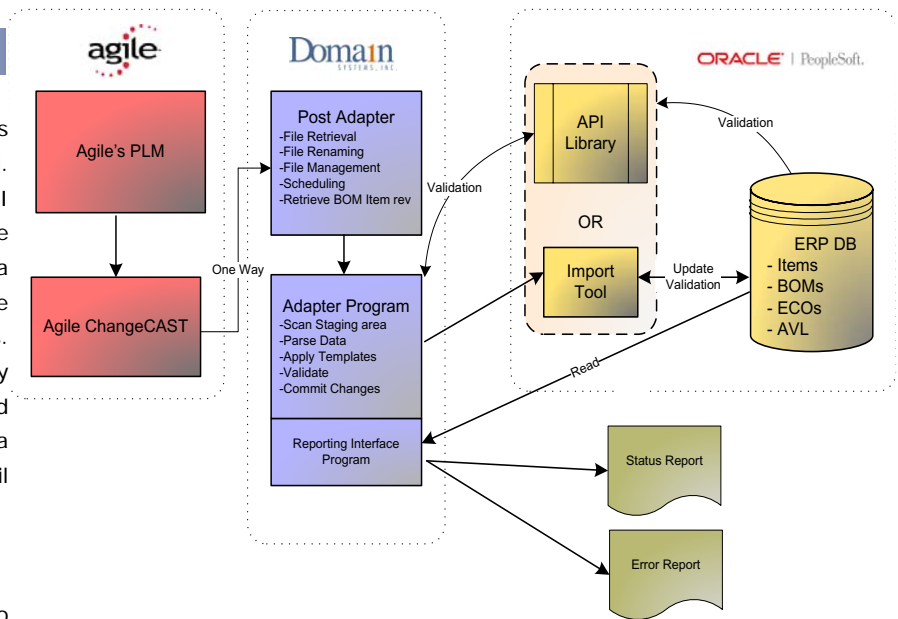 agile
Domain
SYSTEMS, INC.
ORACLE | PeopleSoft.
s
.
l
e
a
e
.
y
d
a
il
o
Agile's PLM
Agile ChangeCAST
One Way
Post Adapter
-File Retrieval
-File Renaming
-File Management
-Scheduling
-Retrieve BOM Item rev
Validation
Adapter Program
-Scan Staging area
-Parse Data
-Apply Templates
-Validate
-Commit Changes
Reporting Interface
Program
API
Library
OR
Import
Tool
Validation
Update
Validation
ERP DB
- Items
- BOMs
- ECOs
- AVL
Read
Status Report
Error Report